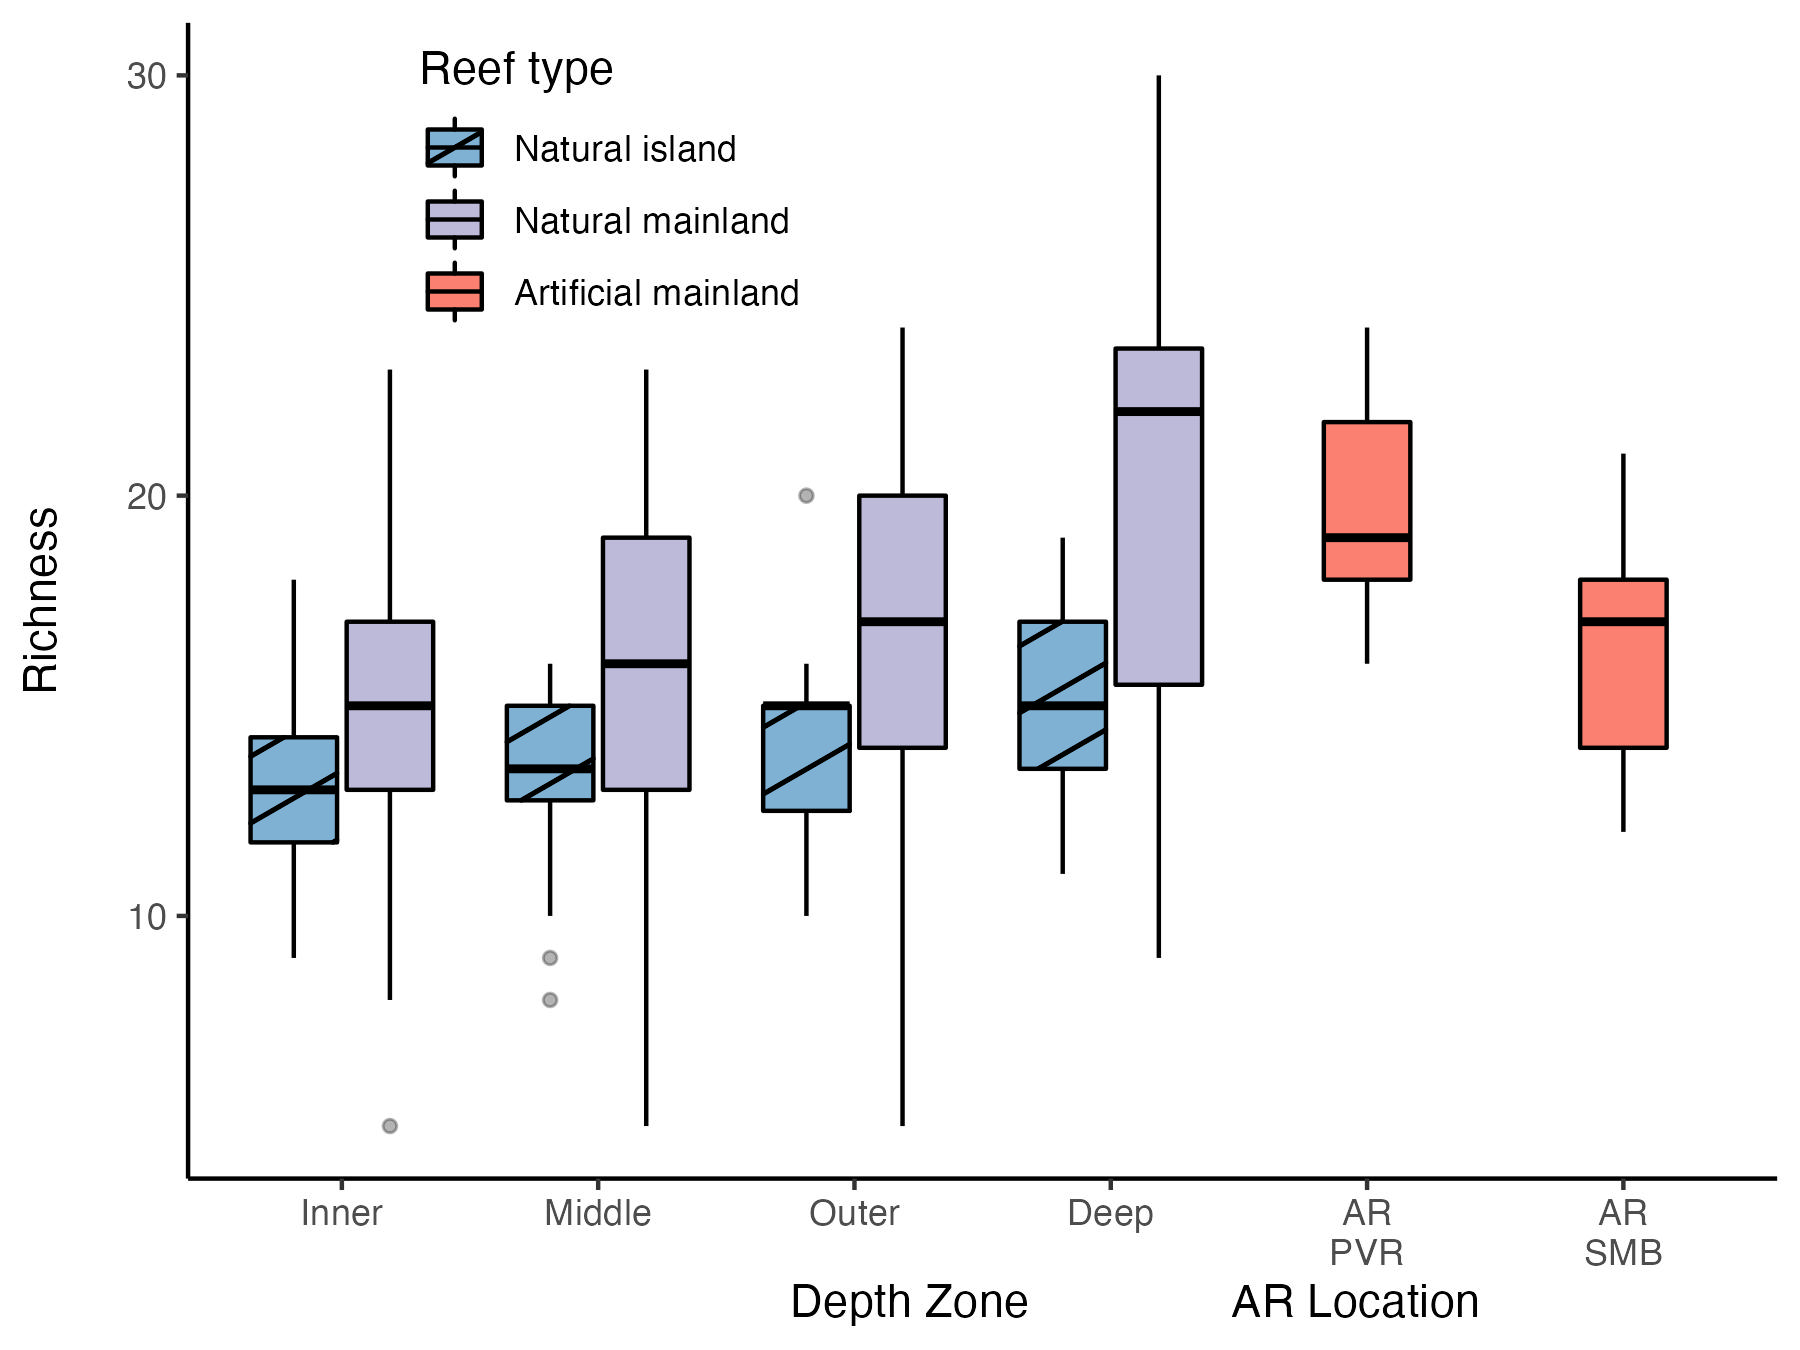 Reef type
Natural island
Natural mainland
Artificial mainland
Richness
30
20
10
Inner
Middle
Outer
Deep
AR
PVR
AR
SMB
Depth Zone
AR Location